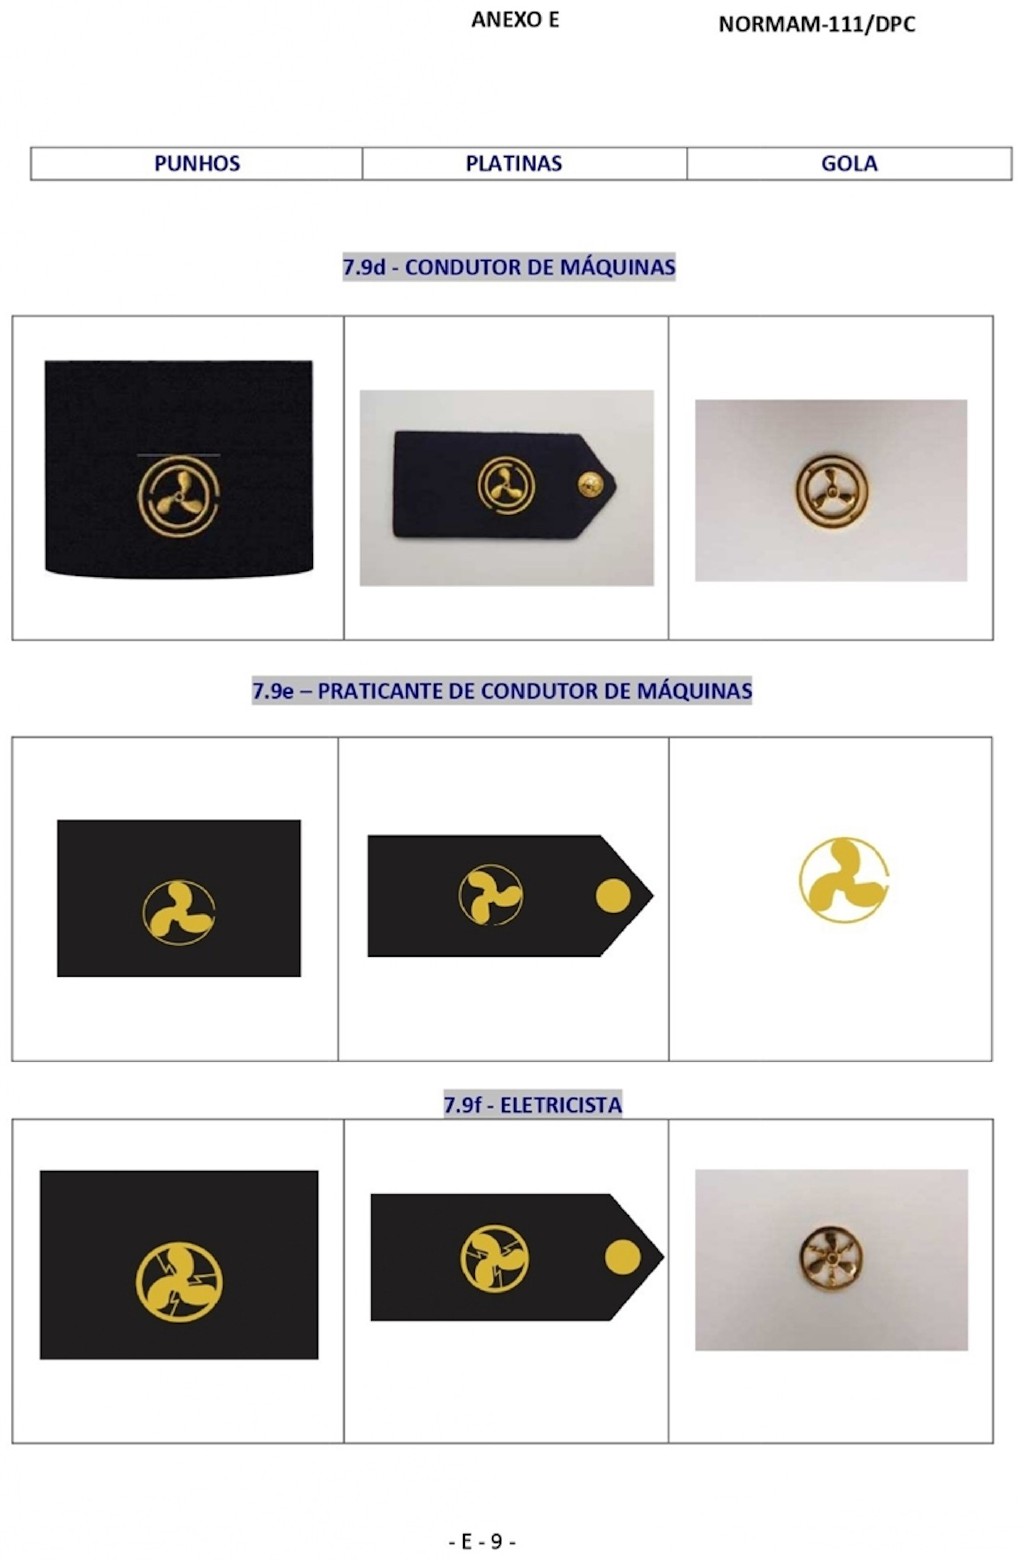 ANEXO E
NORMAM-111/DPC
PUNHOS
PLATINAS
GOLA
7.9d - CONDUTOR DE MÁQUINAS
7.9e – PRATICANTE DE CONDUTOR DE MÁQUINAS
7.9f - ELETRICISTA
- E - 9 -